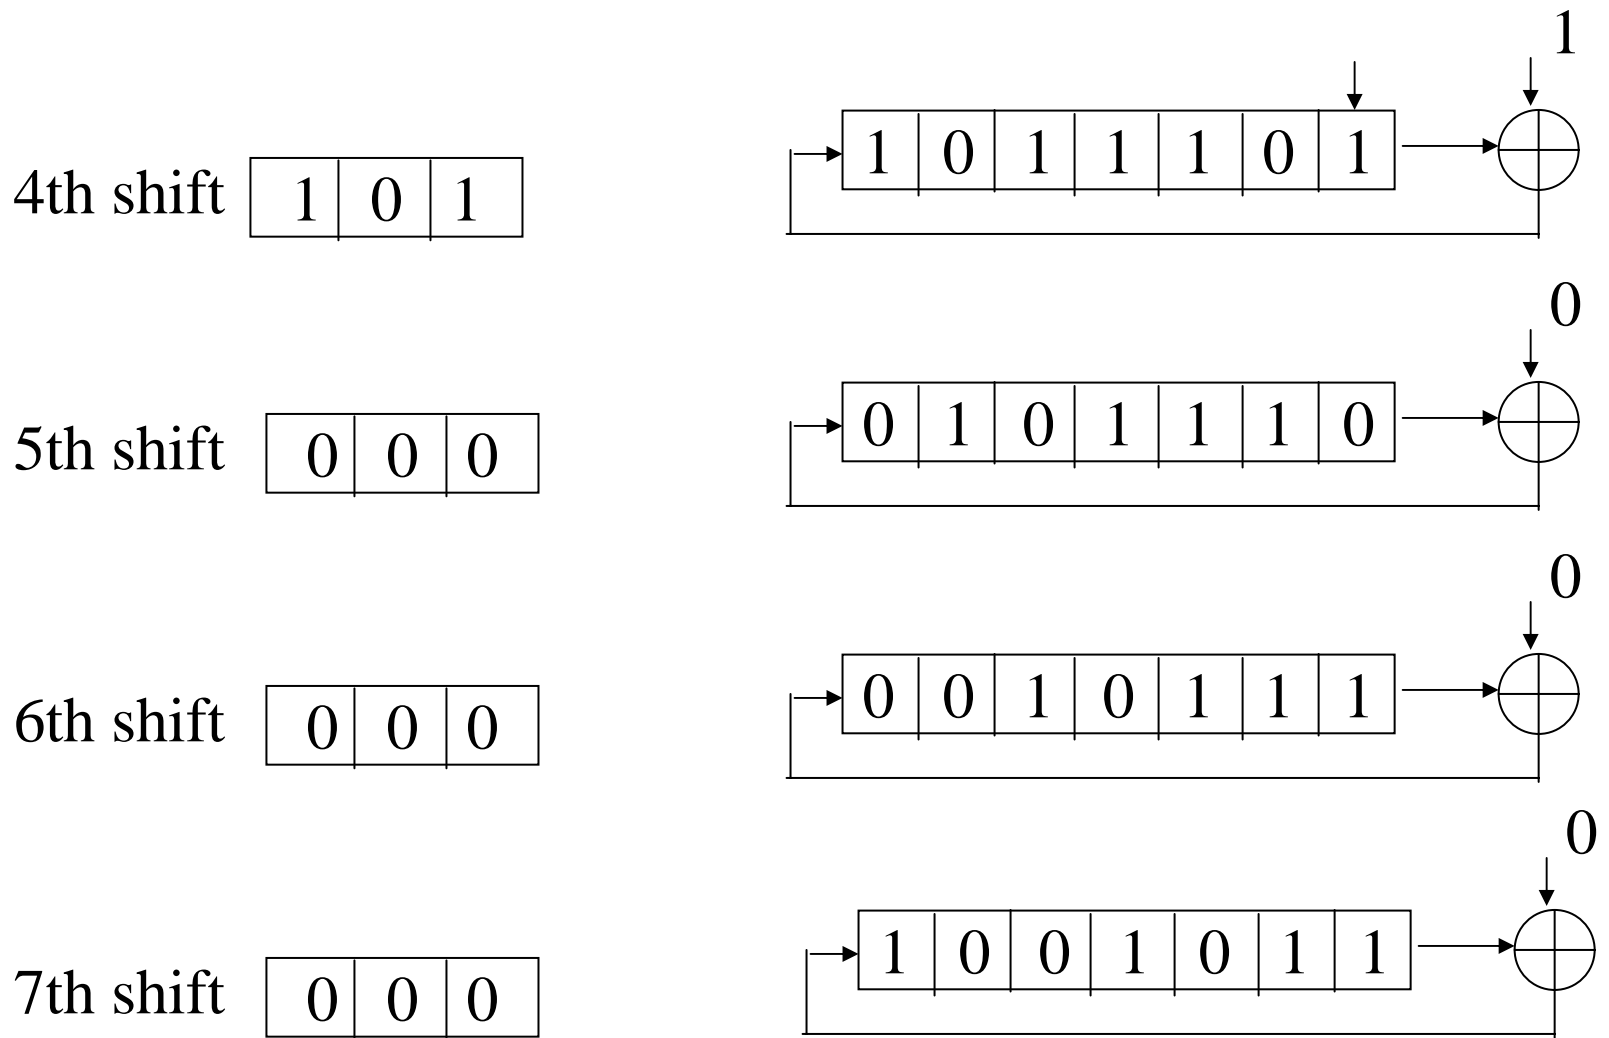 1
4th shift 1 0 1 1 0 1 1 1 0 1
0
5th shift 0 0 0 0 1 0 1 1 1 0
0
6th shift 0 0 0 0 0 1 0 1 1 1
0
7th shift 0 0 0 1 0 0 1 0 1 1